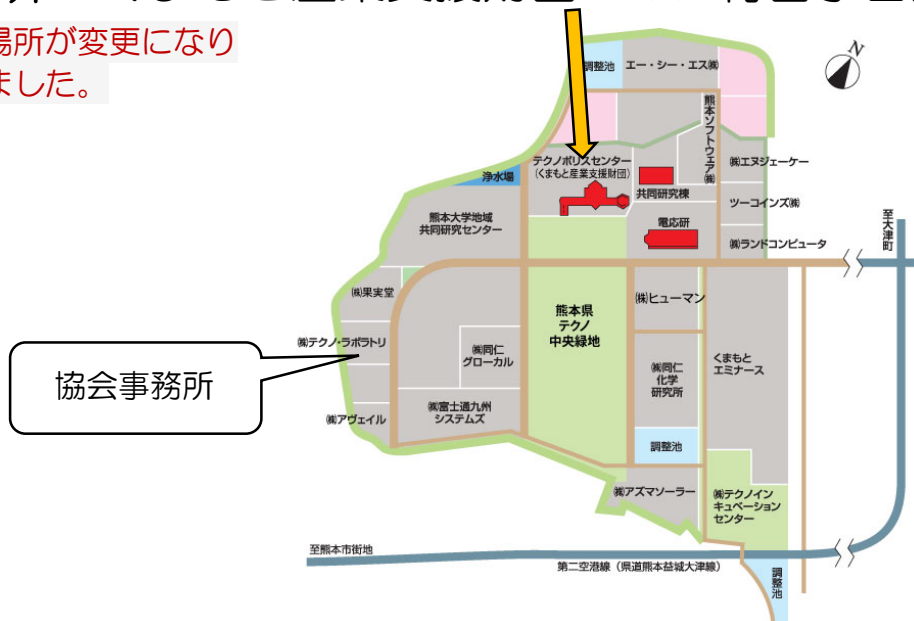 くまもと産業支援財団
場所が変更になり
ました。
N
調整池
エー・シー・エス㈱
熊本ソフトウェア㈱
テクノポリスセンター
(くまもと産業支援財団)
㈱エヌジェーケー
浄水場
共同研究棟
ツーコインズ㈱
熊本大学地域
共同研究センター
電応研
至大津町
㈱ランドコンピュータ
㈱果実堂
㈱ヒューマン
熊本県
テクノ
中央緑地
㈱テクノ・ラボラトリ
㈱同仁
グローカル
㈱同仁
化学
研究所
くまもと
エミナース
協会事務所
㈱富士通九州
システムズ
㈱アヴェイル
調整池
㈱アズマソーラー
㈱テクノイン
キュベーション
センター
至熊本市街地
第二空港線(県道熊本益城大津線)
調整池